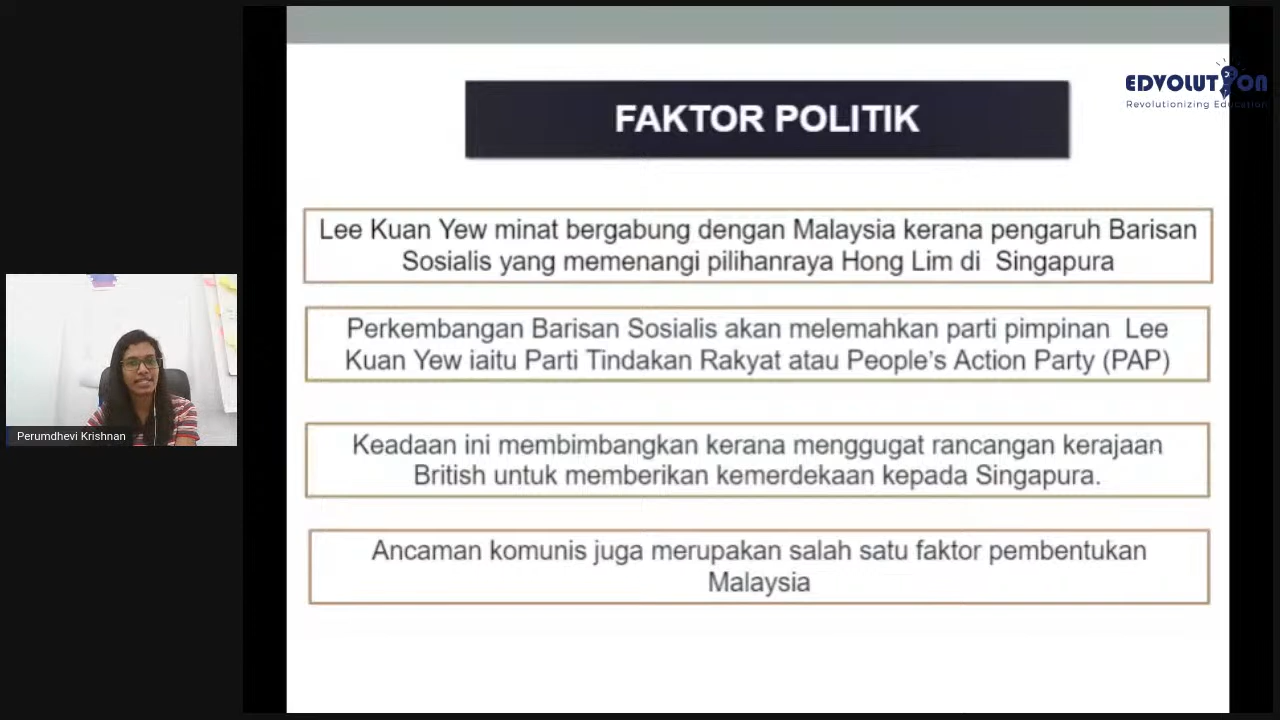 EDVOLUTION
Revolutionizing Education
FAKTOR POLITIK
Lee Kuan Yew minat bergabung dengan Malaysia kerana pengaruh Barisan
Sosialis yang memenangi pilihanraya Hong Lim di Singapura
Perkembangan Barisan Sosialis akan melemahkan parti pimpinan Lee
Kuan Yew iaitu Parti Tindakan Rakyat atau People's Action Party (PAP)
Keadaan ini membimbangkan kerana menggugat rancangan kerajaan
British untuk memberikan kemerdekaan kepada Singapura.
Ancaman komunis juga merupakan salah satu faktor pembentukan
Malaysia
Perumdhevi Krishnan